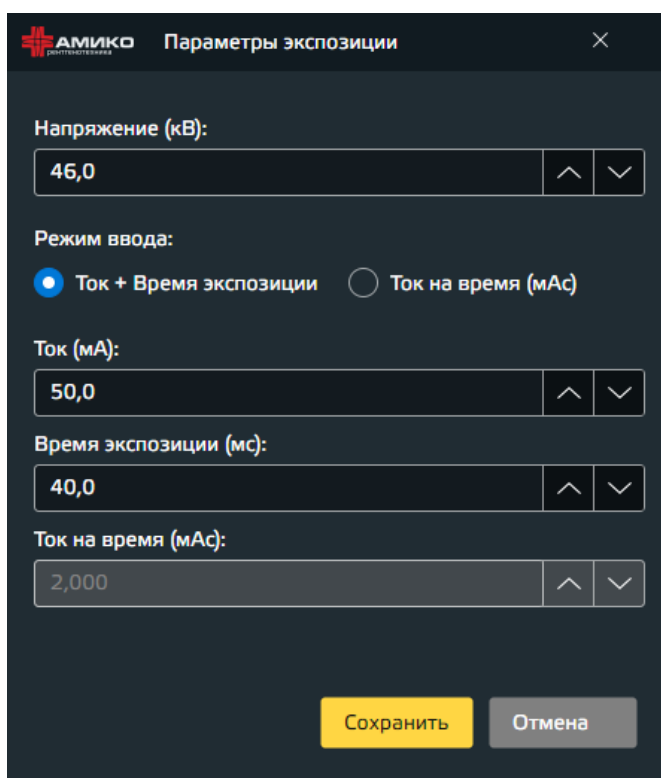 АМИКО
РЕНТГЕНОТЕХНИКА
Параметры экспозиции
Напряжение (кВ):
46,0
Режим ввода:
Ток + Время экспозиции
Ток на время (мАс)
Ток (мА):
50,0
Время экспозиции (мс):
40,0
Ток на время (мАс):
2,000
Сохранить
Отмена